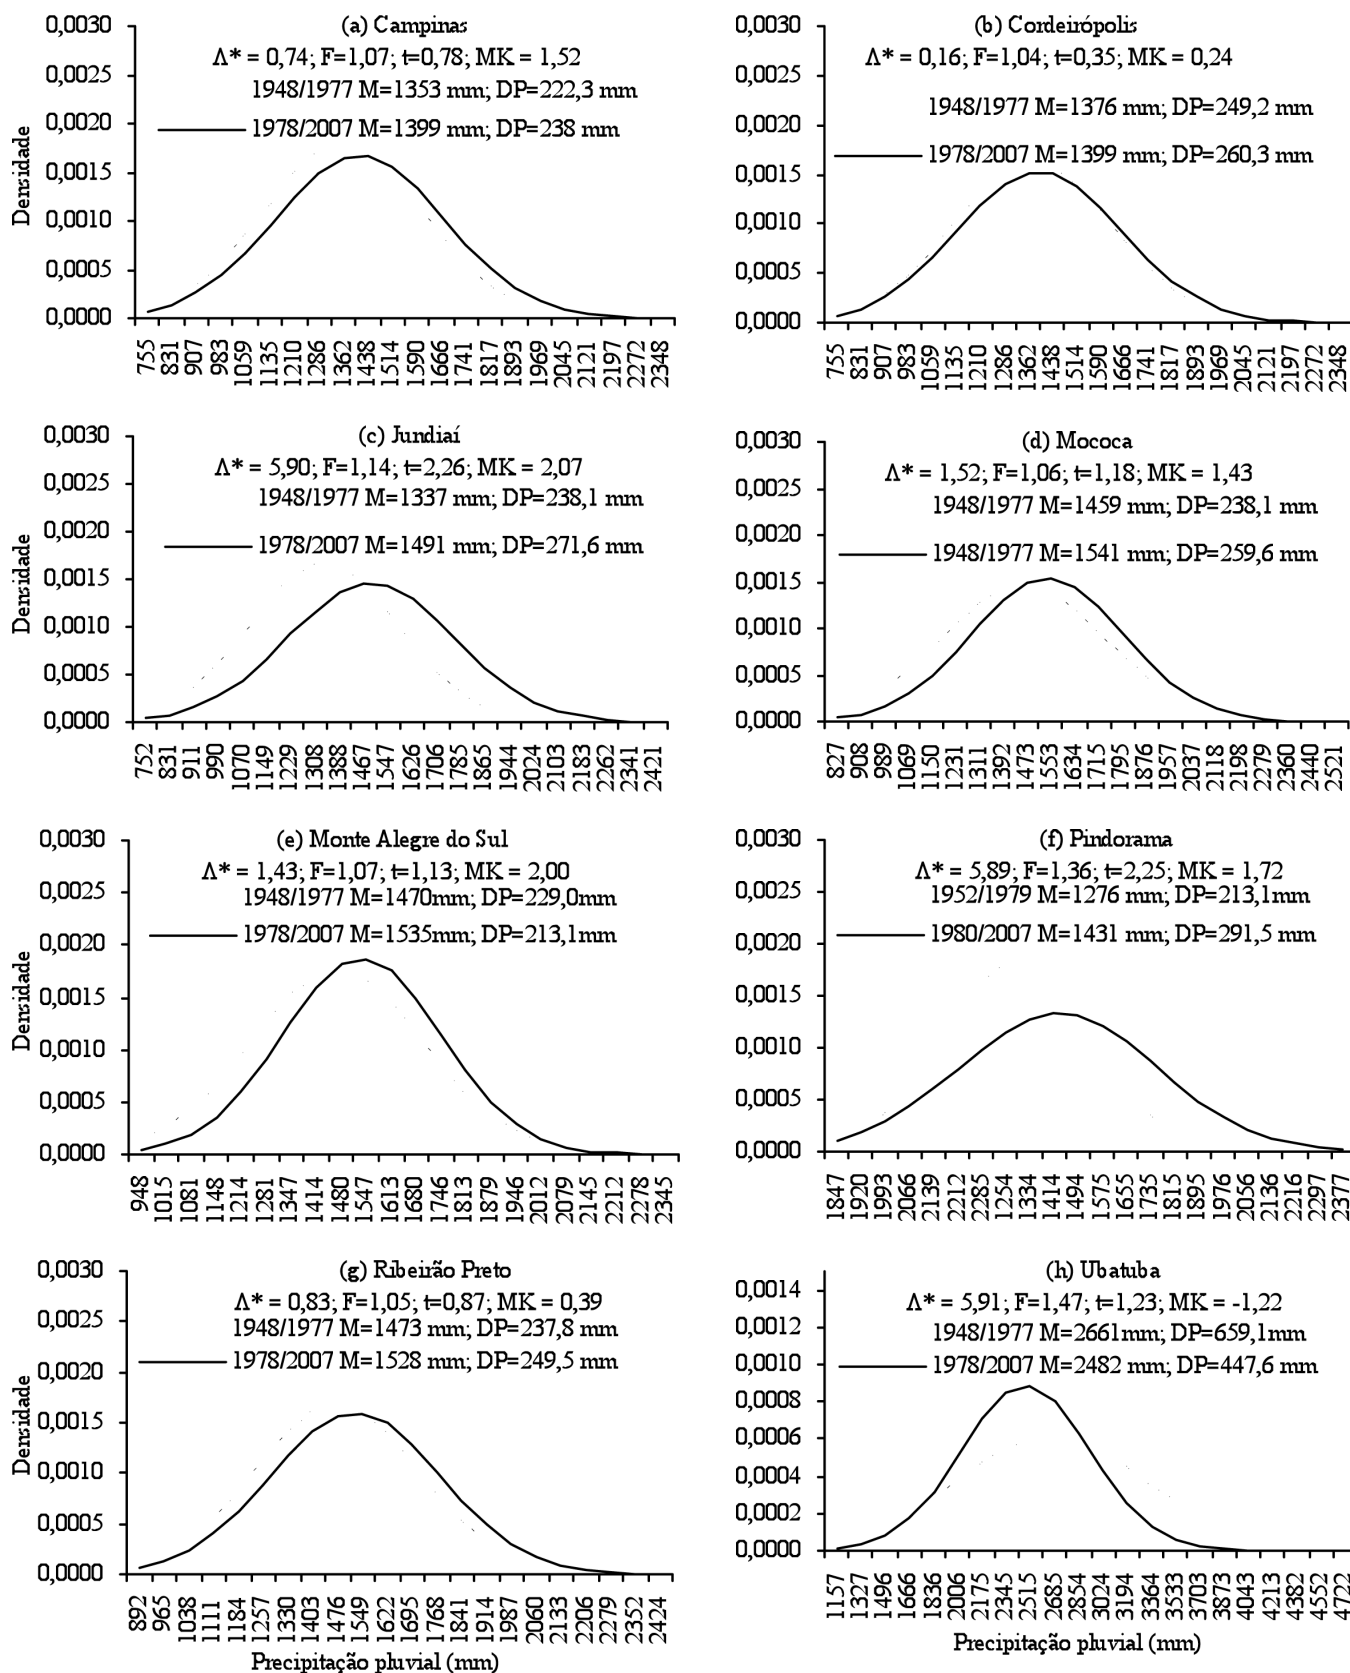 (a) Campinas
Λ* = 0,74; F=1,07; t=0,78; MK = 1,52
1948/1977 M=1353 mm; DP=222,3 mm
1978/2007 M=1399 mm; DP=238 mm
Densidade
0,0030
0,0025
0,0020
0,0015
0,0010
0,0005
0,0000
755 831 907 983 1059 1135 1210 1286 1362 1438 1514 1590 1666 1741 1817 1893 1969 2045 2121 2197 2272 2348
(b) Cordeirópolis
Λ* = 0,16; F=1,04; t=0,35; MK = 0,24
1948/1977 M=1376 mm; DP=249,2 mm
1978/2007 M=1399 mm; DP=260,3 mm
0,0030
0,0025
0,0020
0,0015
0,0010
0,0005
0,0000
755 831 907 983 1059 1135 1210 1286 1362 1438 1514 1590 1666 1741 1817 1893 1969 2045 2121 2197 2272 2348
(c) Jundiaí
Λ* = 5,90; F=1,14; t=2,26; MK = 2,07
1948/1977 M=1337 mm; DP=238,1 mm
1978/2007 M=1491 mm; DP=271,6 mm
Densidade
0,0030
0,0025
0,0020
0,0015
0,0010
0,0005
0,0000
752 831 911 990 1070 1149 1229 1308 1388 1467 1547 1626 1706 1785 1865 1944 2024 2103 2183 2262 2341 2421
(d) Mococa
Λ* = 1,52; F=1,06; t=1,18; MK = 1,43
1948/1977 M=1459 mm; DP=238,1 mm
1948/1977 M=1541 mm; DP=259,6 mm
0,0030
0,0025
0,0020
0,0015
0,0010
0,0005
0,0000
827 908 989 1069 1150 1231 1311 1392 1473 1553 1634 1715 1795 1876 1957 2037 2118 2198 2279 2360 2440 2521
(e) Monte Alegre do Sul
Λ* = 1,43; F=1,07; t=1,13; MK = 2,00
1948/1977 M=1470mm; DP=229,0mm
1978/2007 M=1535mm; DP=213,1mm
Densidade
0,0030
0,0025
0,0020
0,0015
0,0010
0,0005
0,0000
948 1015 1081 1148 1214 1281 1347 1414 1480 1547 1613 1680 1746 1813 1879 1946 2012 2079 2145 2212 2278 2345
(f) Pindorama
Λ* = 5,89; F=1,36; t=2,25; MK = 1,72
1952/1979 M=1276 mm; DP=213,1mm
1980/2007 M=1431 mm; DP=291,5 mm
0,0030
0,0025
0,0020
0,0015
0,0010
0,0005
0,0000
1847 1920 1993 2066 2139 2212 2285 1254 1334 1414 1494 1575 1655 1735 1815 1895 1976 2056 2136 2216 2297 2377
(g) Ribeirão Preto
Λ* = 0,83; F=1,05; t=0,87; MK = 0,39
1948/1977 M=1473 mm; DP=237,8 mm
1978/2007 M=1528 mm; DP=249,5 mm
Densidade
0,0030
0,0025
0,0020
0,0015
0,0010
0,0005
0,0000
892 965 1038 1111 1184 1257 1330 1403 1476 1549 1622 1695 1768 1841 1914 1987 2060 2133 2206 2279 2352 2424
Precipitação pluvial (mm)
(h) Ubatuba
Λ* = 5,91; F=1,47; t=1,23; MK = -1,22
1948/1977 M=2661mm; DP=659,1mm
1978/2007 M=2482 mm; DP=447,6 mm
0,0014
0,0012
0,0010
0,0008
0,0006
0,0004
0,0002
0,0000
1157 1327 1496 1666 1836 2006 2175 2345 2515 2685 2854 3024 3194 3364 3533 3703 3873 4043 4213 4382 4552 4722
Precipitação pluvial (mm)